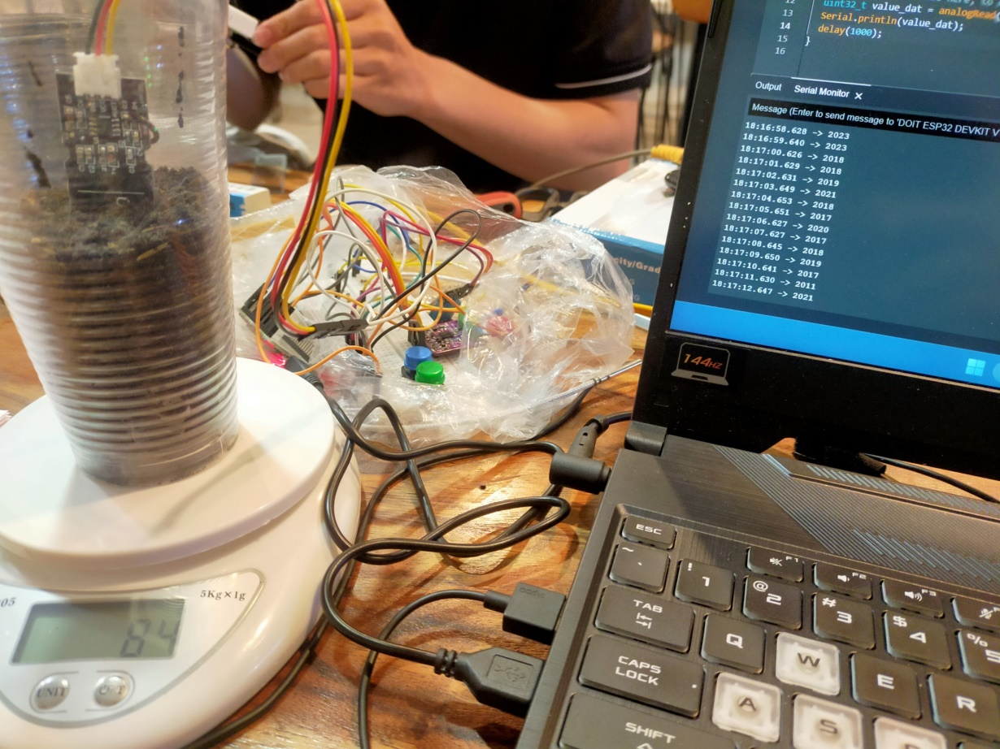 12
13
14
15
16
uint32_t value_dat = analogRead
Serial.println(value_dat);
delay(1000);
}
Output Serial Monitor ×
Message (Enter to send message to 'DOIT ESP32 DEVKIT V
18:16:58.628 -> 2023
18:16:59.640 -> 2023
18:17:00.626 -> 2018
18:17:01.629 -> 2018
18:17:02.631 -> 2019
18:17:03.649 -> 2021
18:17:04.653 -> 2018
18:17:05.651 -> 2017
18:17:06.627 -> 2020
18:17:07.627 -> 2017
18:17:08.645 -> 2018
18:17:09.650 -> 2019
18:17:10.641 -> 2017
18:17:11.630 -> 2011
18:17:12.647 -> 2021
city/Grad
144HZ
5Kg×1g
84
UNIT
ESC
F1
F2
F3
~
! 1
@ 2
# 3
$ 4
%
TAB
Q
W
E
R
CAPS LOCK
A
S
SHIFT